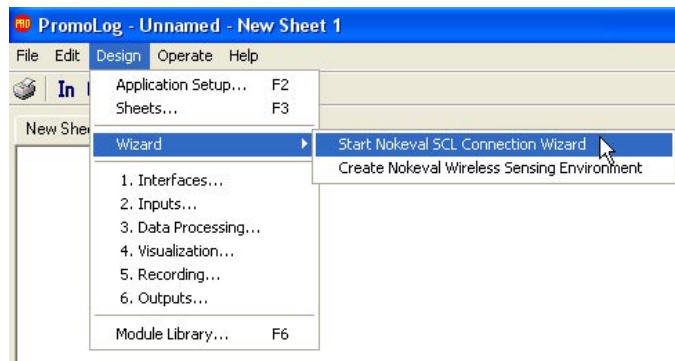 PRO PromoLog - Unnamed - New Sheet 1
File Edit Design Operate Help
In
New Shee
Application Setup... F2
Sheets... F3
Wizard
Start Nokeval SCL Connection Wizard
Create Nokeval Wireless Sensing Environment
1. Interfaces...
2. Inputs...
3. Data Processing...
4. Visualization...
5. Recording...
6. Outputs...
Module Library... F6